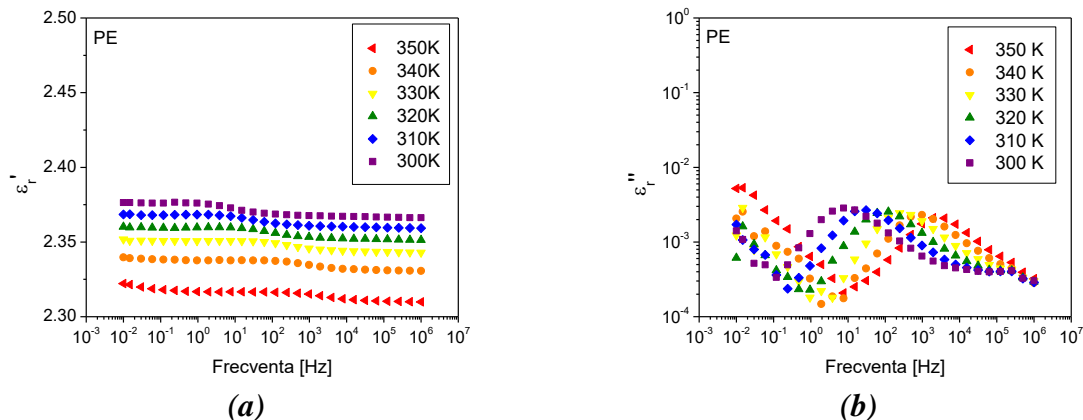 PE
350K
340K
330K
320K
310K
300K
2.50
2.45
2.40
2.35
2.30
εr'
10-3 10-2 10-1 100 101 102 103 104 105 106 107
Frecventa [Hz]
(a)
PE
350 K
340 K
330 K
320 K
310 K
300 K
100
10-1
10-2
10-3
10-4
εr"
10-3 10-2 10-1 100 101 102 103 104 105 106 107
Frecventa [Hz]
(b)